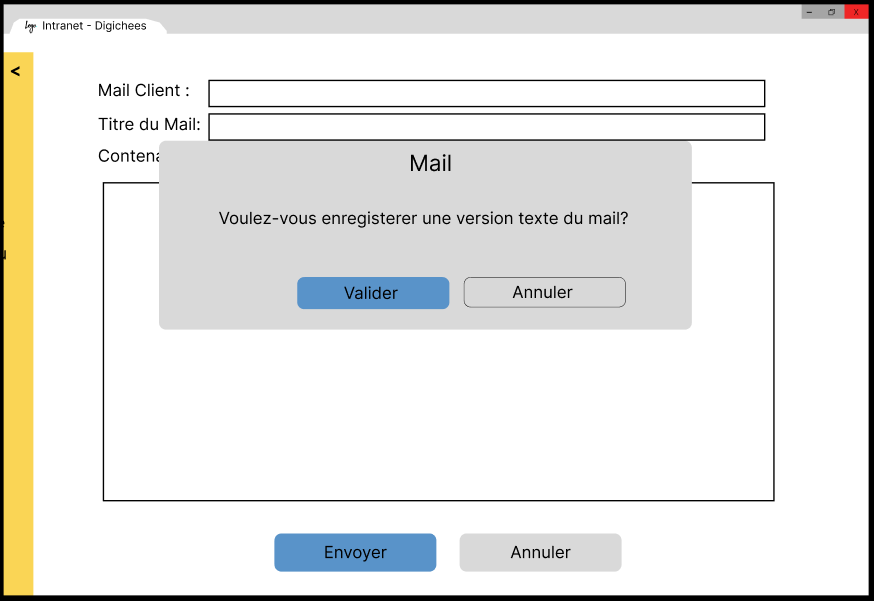 logo Intranet - Digichees
— X
<
Mail Client :
Titre du Mail:
Contena
Mail
Voulez-vous enregisterer une version texte du mail?
Valider Annuler
Envoyer Annuler